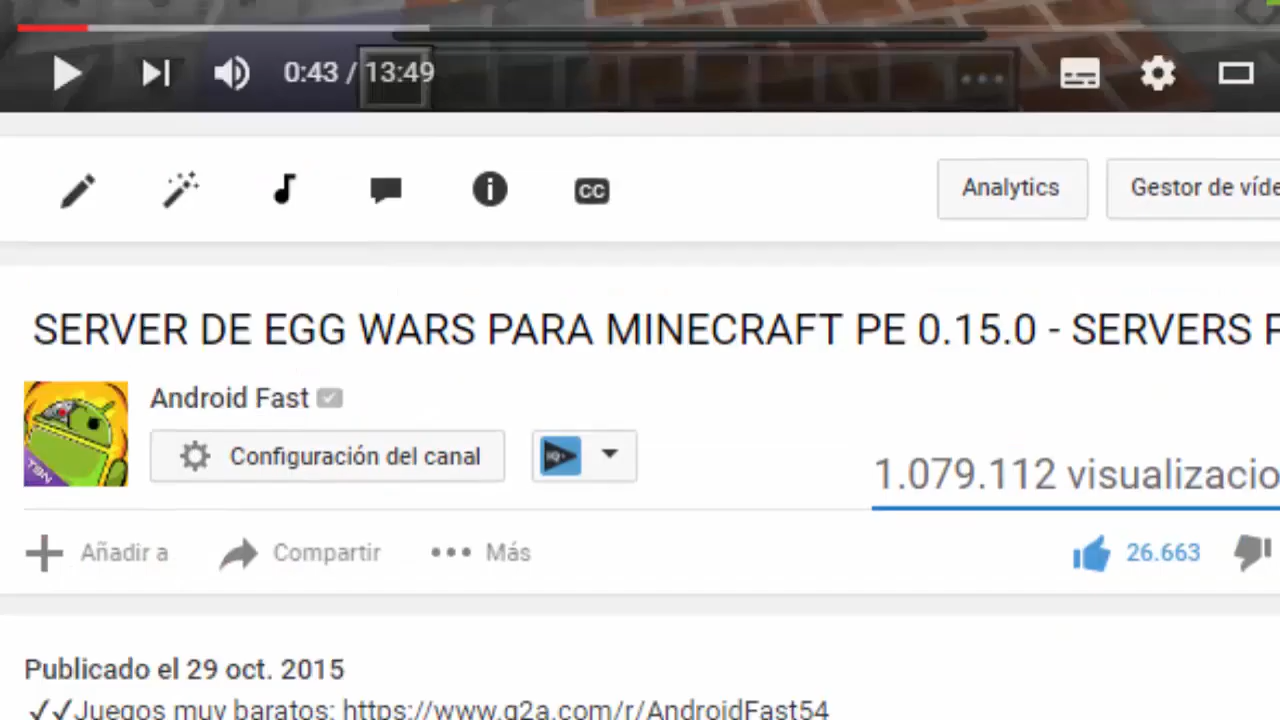 0:43 / 13:49
CC
Analytics
Gestor de víde
SERVER DE EGG WARS PARA MINECRAFT PE 0.15.0 - SERVERS P
Android Fast
TBN
Configuración del canal
1.079.112 visualizacio
Añadir a
Compartir
Más
26.663
Publicado el 29 oct. 2015
✓✓Juegos muy baratos: https://www.g2a.com/r/AndroidFast54